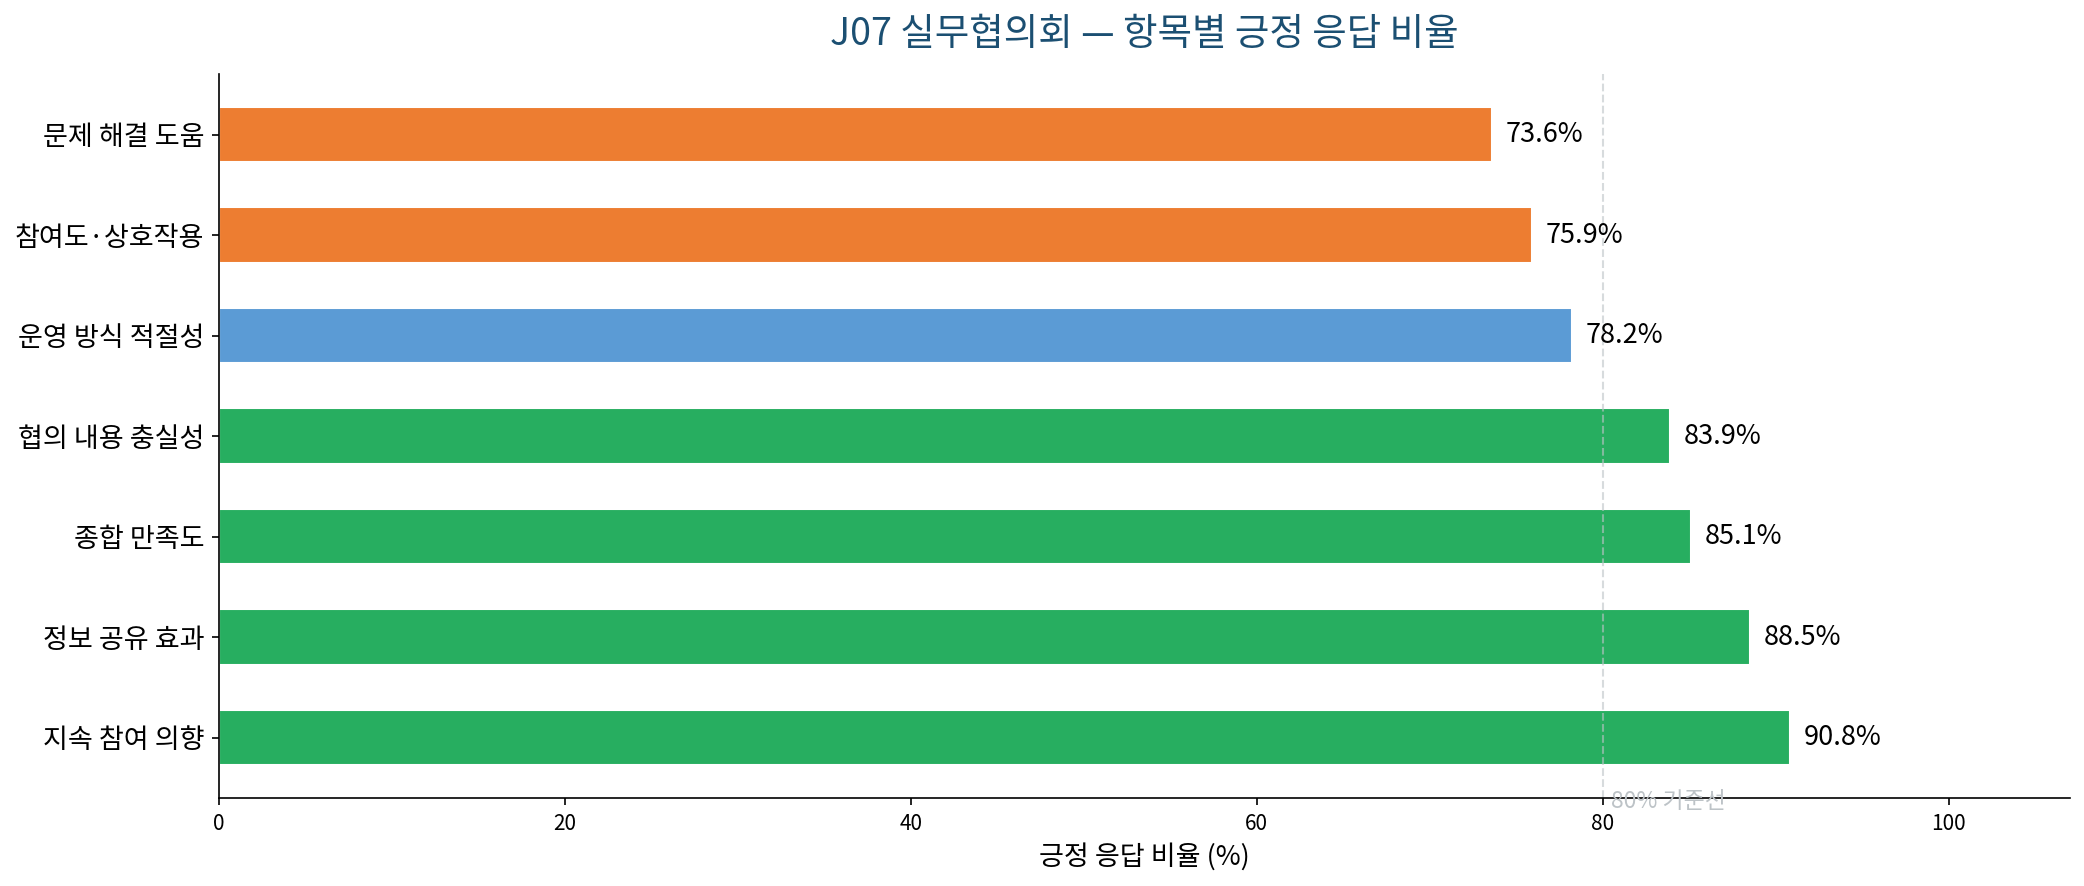 J07 실무협의회 — 항목별 긍정 응답 비율
문제 해결 도움 73.6%
참여도·상호작용 75.9%
운영 방식 적절성 78.2%
협의 내용 충실성 83.9%
종합 만족도 85.1%
정보 공유 효과 88.5%
지속 참여 의향 90.8%
80% 기준선
0 20 40 60 80 100
긍정 응답 비율 (%)